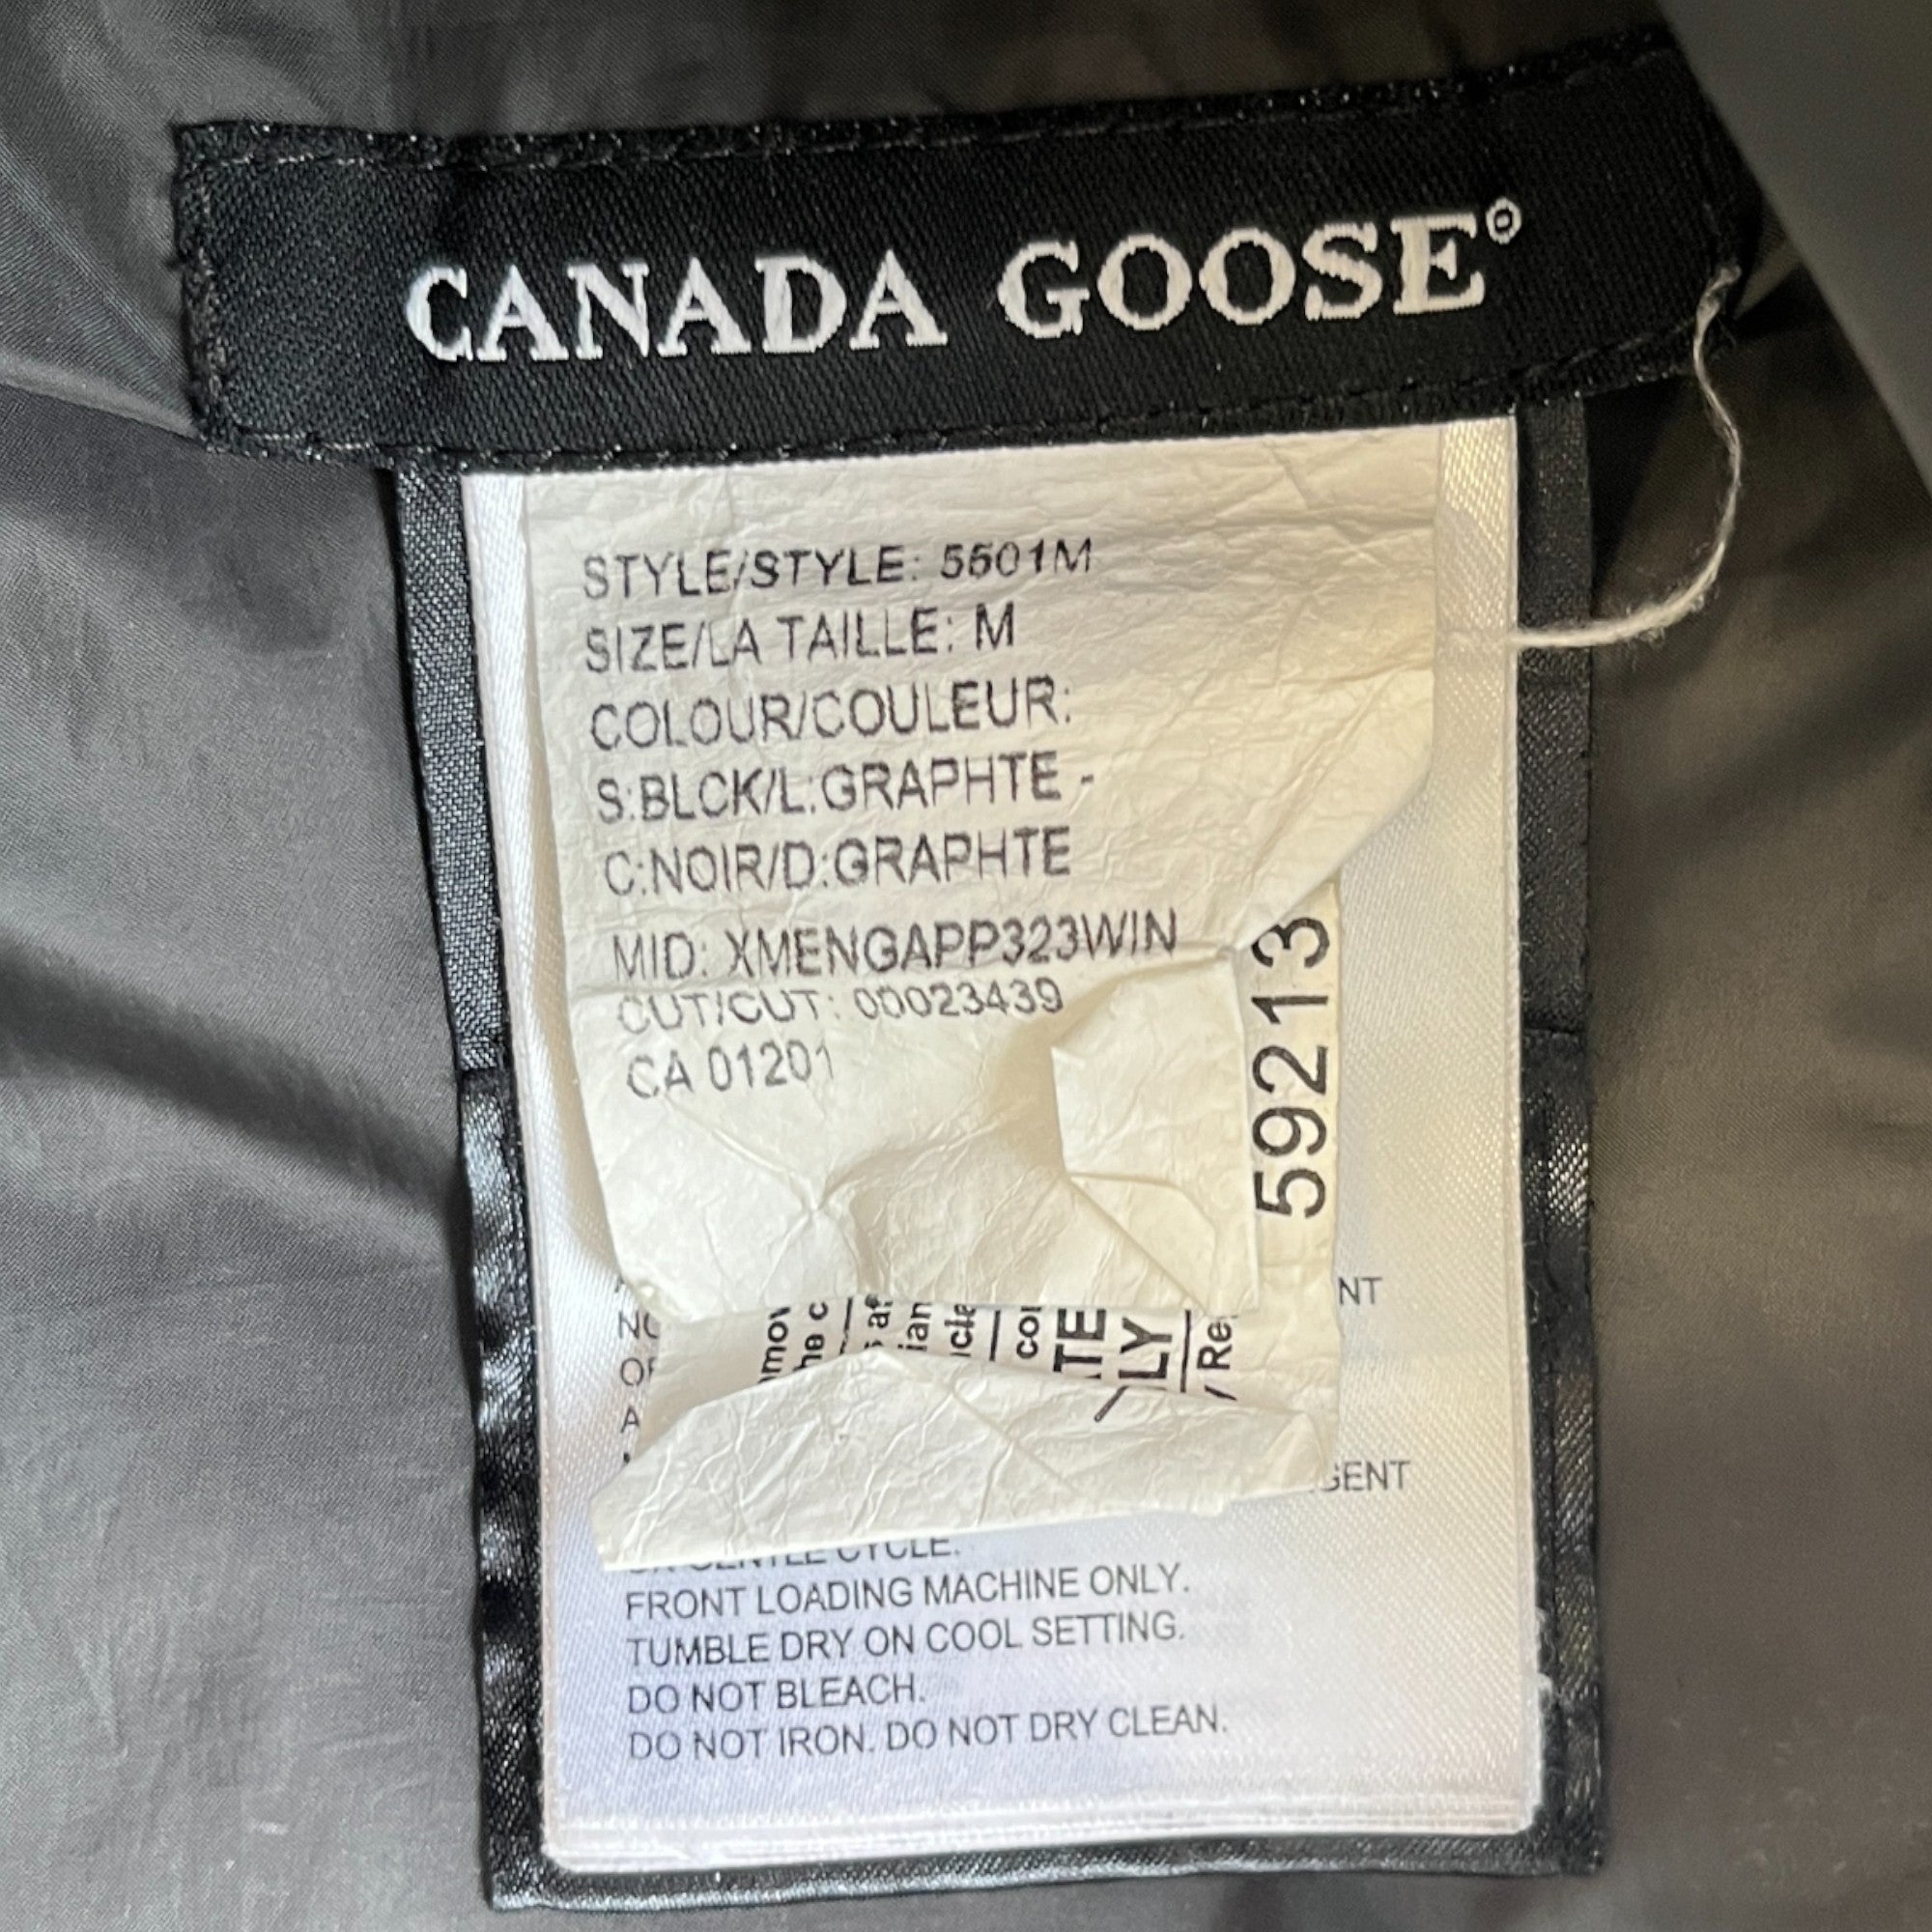 CANADA GOOSE®
STYLE/STYLE: 5501M
SIZE/LA TAILLE: M
COLOUR/COULEUR:
S:BLCK/L:GRAPHTE -
C:NOIR/D:GRAPHTE
MID: XMENGAPP323WIN
CUT/CUT: 00023439
CA 01201
59213
CYCLE.
FRONT LOADING MACHINE ONLY.
TUMBLE DRY ON COOL SETTING.
DO NOT BLEACH.
DO NOT IRON. DO NOT DRY CLEAN.